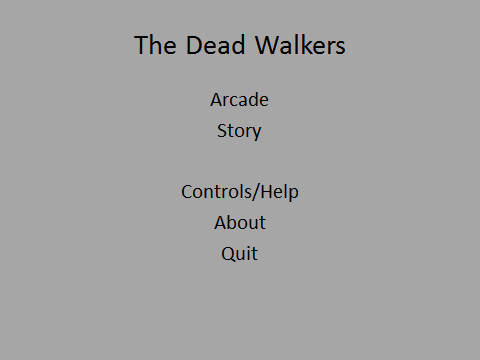 The Dead Walkers
Arcade
Story
Controls/Help
About
Quit